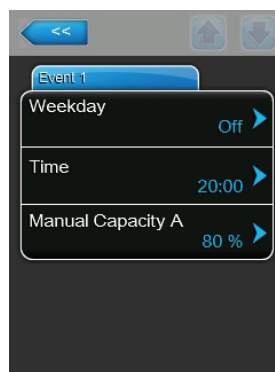 <<
Event 1
Weekday
Off
Time
20:00
Manual Capacity A
80 %